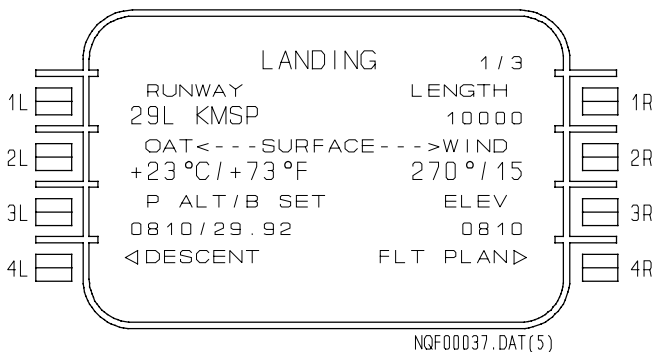 LANDING 1/3
RUNWAY LENGTH
1L 29L KMSP 10000 1R
OAT<---SURFACE--->WIND
2L +23°C/+73°F 270°/15 2R
P ALT/B SET ELEV
3L 0810/29.92 0810 3R
4L ◁DESCENT FLT PLAN▷ 4R
NQF00037.DAT(5)